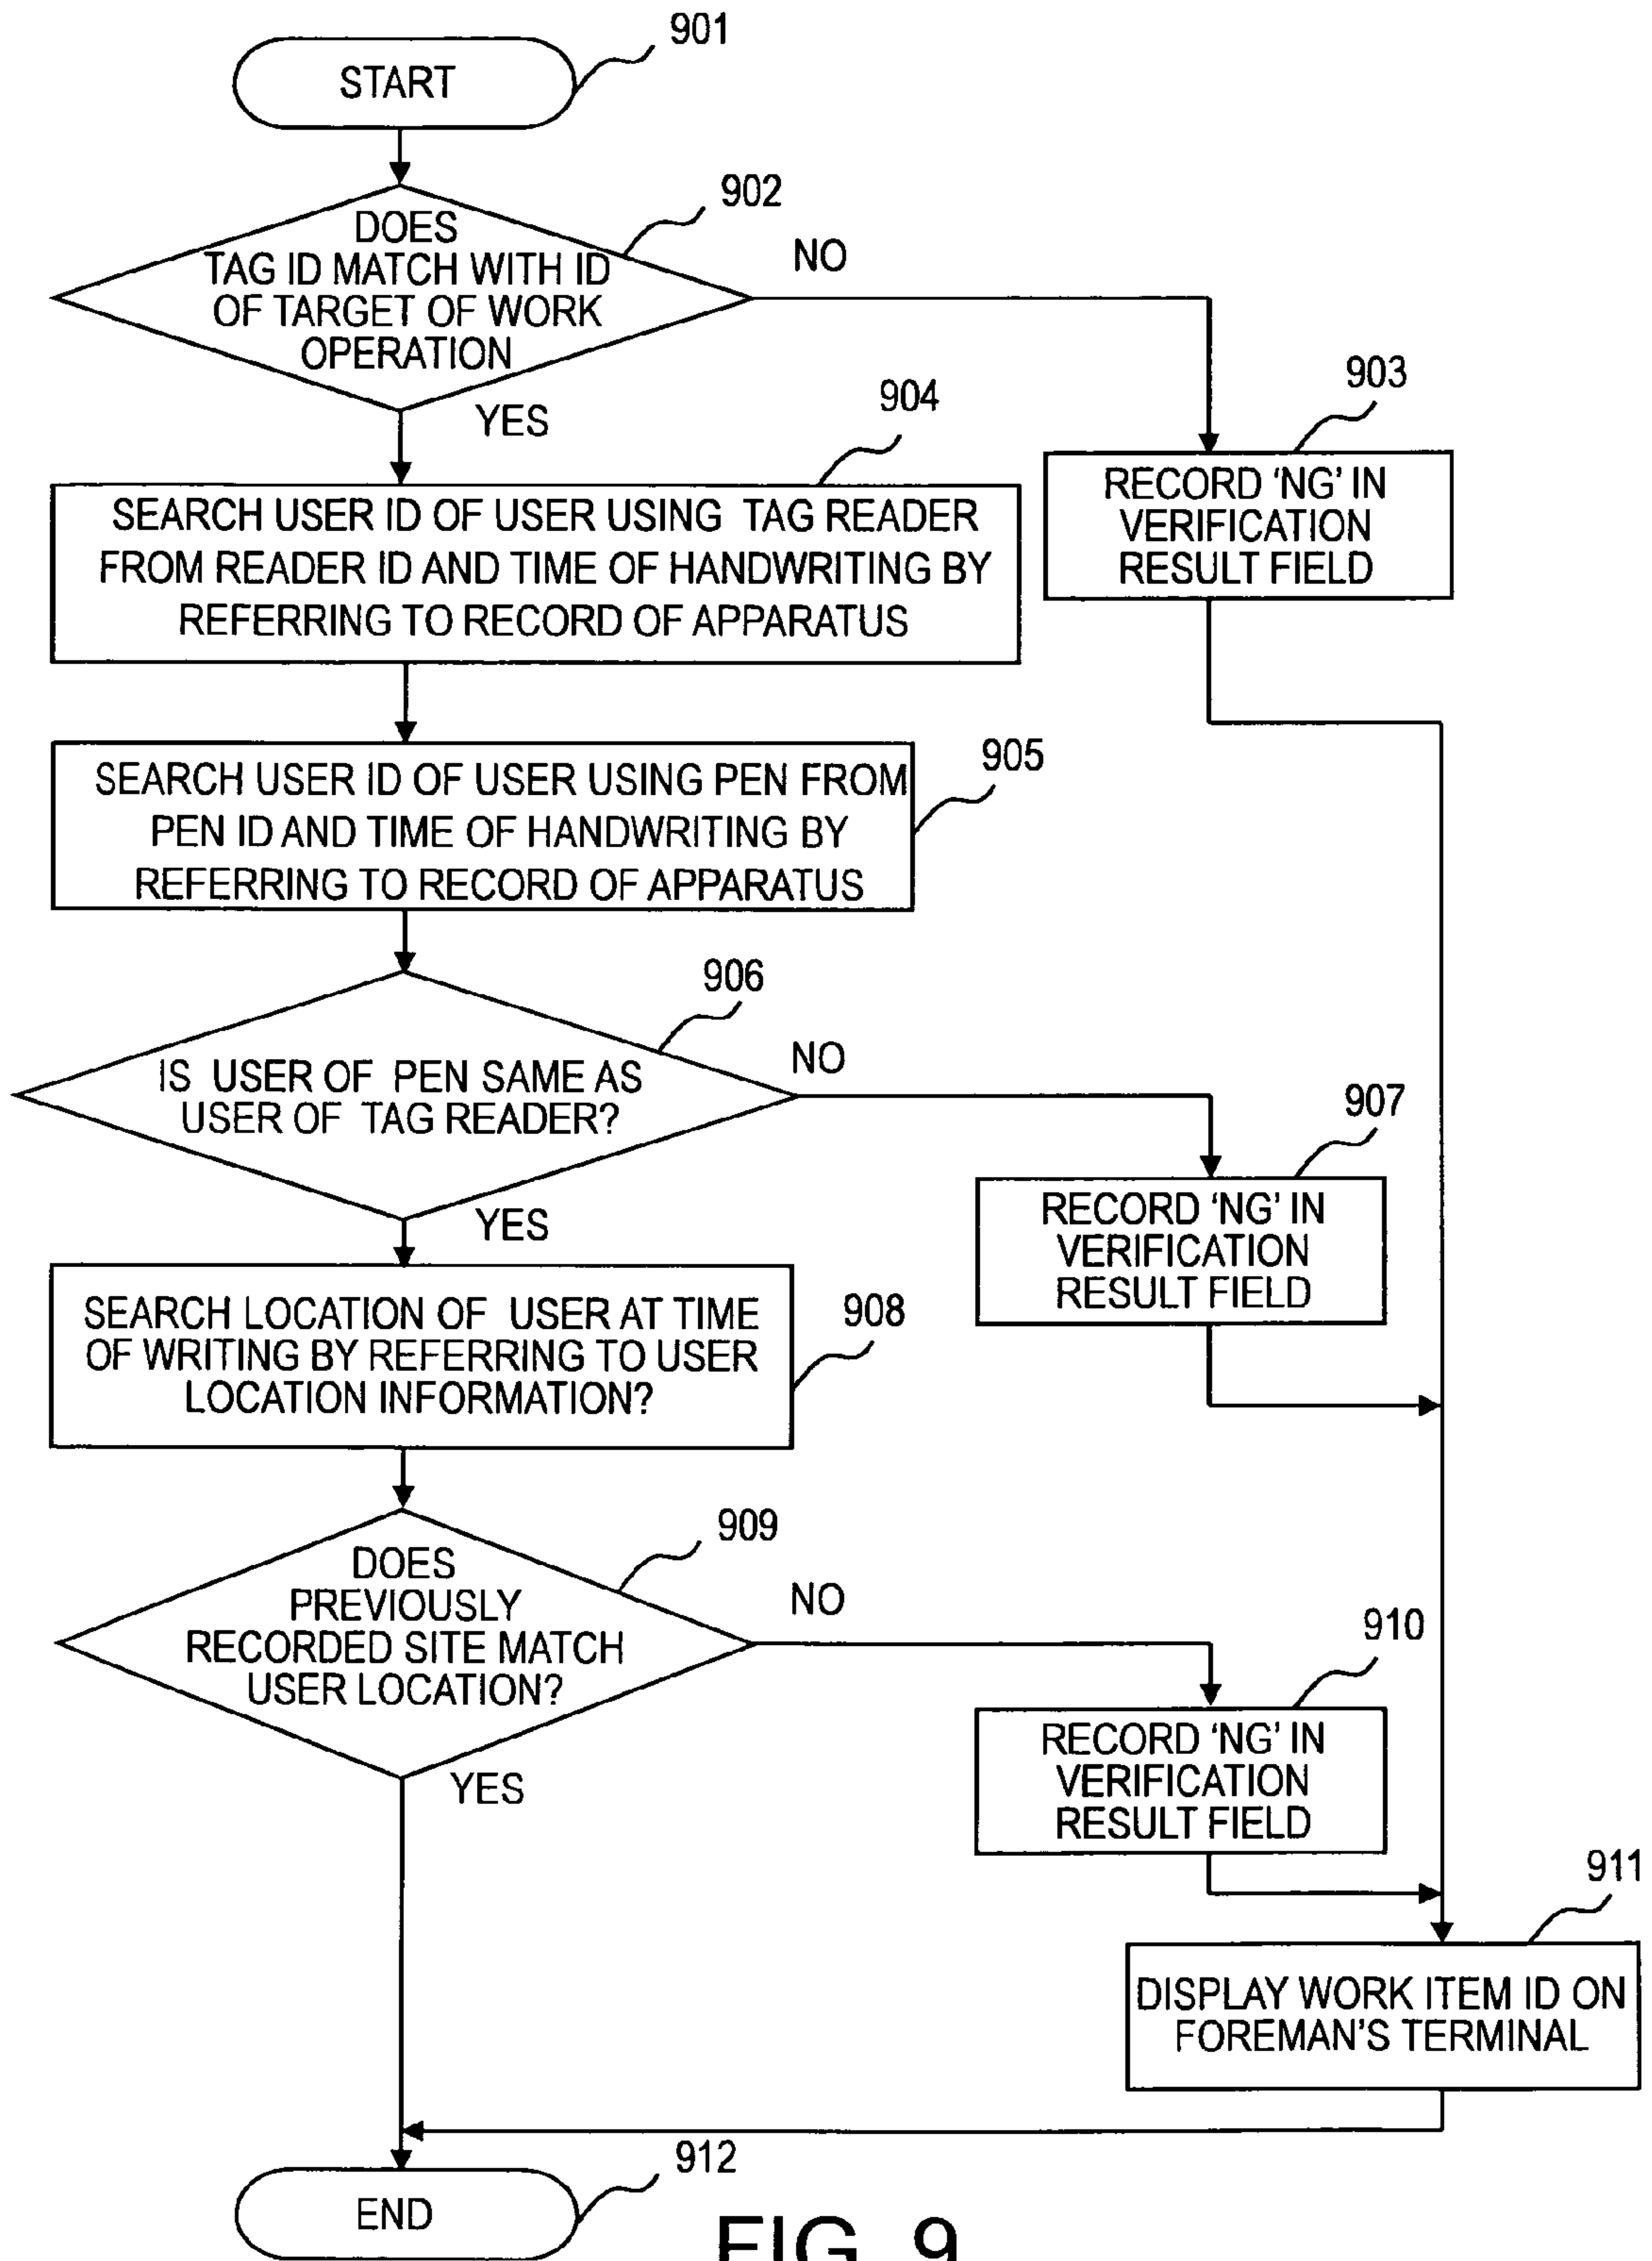 901
START
902
DOES
TAG ID MATCH WITH ID
OF TARGET OF WORK
OPERATION
NO
YES
903
RECORD ‘NG’ IN
VERIFICATION
RESULT FIELD
904
SEARCH USER ID OF USER USING TAG READER
FROM READER ID AND TIME OF HANDWRITING BY
REFERRING TO RECORD OF APPARATUS
905
SEARCH USER ID OF USER USING PEN FROM
PEN ID AND TIME OF HANDWRITING BY
REFERRING TO RECORD OF APPARATUS
906
IS USER OF PEN SAME AS
USER OF TAG READER?
NO
YES
907
RECORD ‘NG’ IN
VERIFICATION
RESULT FIELD
908
SEARCH LOCATION OF USER AT TIME
OF WRITING BY REFERRING TO USER
LOCATION INFORMATION?
909
DOES
PREVIOUSLY
RECORDED SITE MATCH
USER LOCATION?
NO
YES
910
RECORD ‘NG’ IN
VERIFICATION
RESULT FIELD
911
DISPLAY WORK ITEM ID ON
FOREMAN’S TERMINAL
912
END
FIG. 9